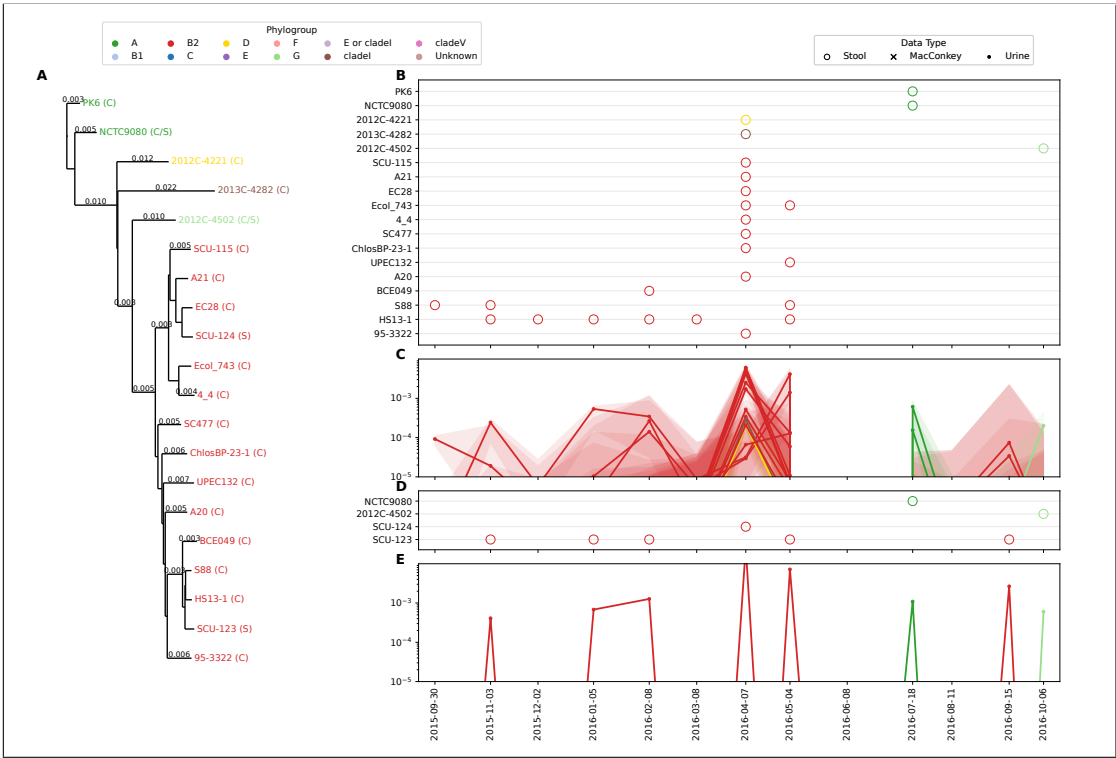 Phylogroup
A B2 D F E or cladeI cladeV
B1 C E G cladeI Unknown
Data Type
Stool MacConkey Urine
A
0.003 PK6 (C)
0.005 NCTC9080 (C/S)
0.012 2012C-4221 (C)
0.022 2013C-4282 (C)
0.010
0.010 2012C-4502 (C/S)
0.005 SCU-115 (C)
A21 (C)
0.003
EC28 (C)
0.003
SCU-124 (S)
Ecol_743 (C)
0.005
0.004 4_4 (C)
0.005 SC477 (C)
0.006 ChlosBP-23-1 (C)
0.007 UPEC132 (C)
0.005 A20 (C)
0.003 BCE049 (C)
0.003 S88 (C)
HS13-1 (C)
SCU-123 (S)
0.006 95-3322 (C)
B
PK6
NCTC9080
2012C-4221
2013C-4282
2012C-4502
SCU-115
A21
EC28
Ecol_743
4_4
SC477
ChlosBP-23-1
UPEC132
A20
BCE049
S88
HS13-1
95-3322
C
10−3
10−4
10−5
D
NCTC9080
2012C-4502
SCU-124
SCU-123
E
10−3
10−4
10−5
2015-09-30
2015-11-03
2015-12-02
2016-01-05
2016-02-08
2016-03-08
2016-04-07
2016-05-04
2016-06-08
2016-07-18
2016-08-11
2016-09-15
2016-10-06